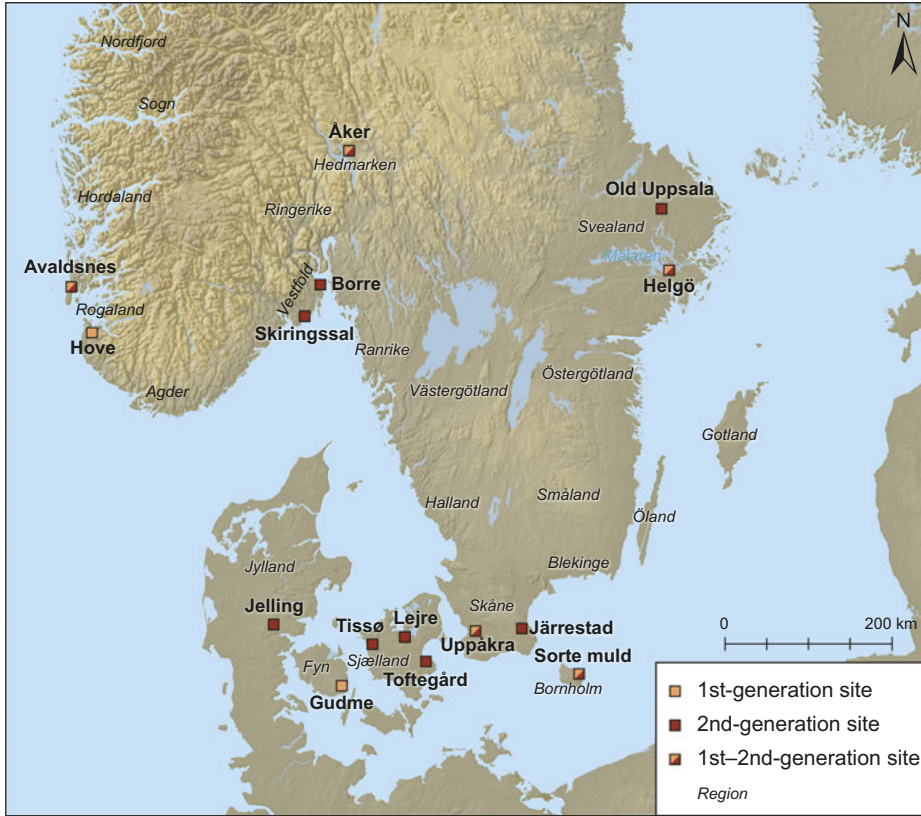 Nordfjord
N
Sogn
Åker
Hedmarken
Hordaland
Old Uppsala
Ringerike
Svealand
Mälaren
Avaldsnes
Vestfold
Borre
Helgö
Rogaland
Skiringssal
Hove
Ranrike
Östergötland
Agder
Västergötland
Gotland
Småland
Halland
Öland
Jylland
Blekinge
Jelling
Skåne
Tissø
Lejre
Järrestad
0
200 km
Uppåkra
Sjælland
Sorte muld
Fyn
Toftegård
Gudme
Bornholm
1st-generation site
2nd-generation site
1st–2nd-generation site
Region